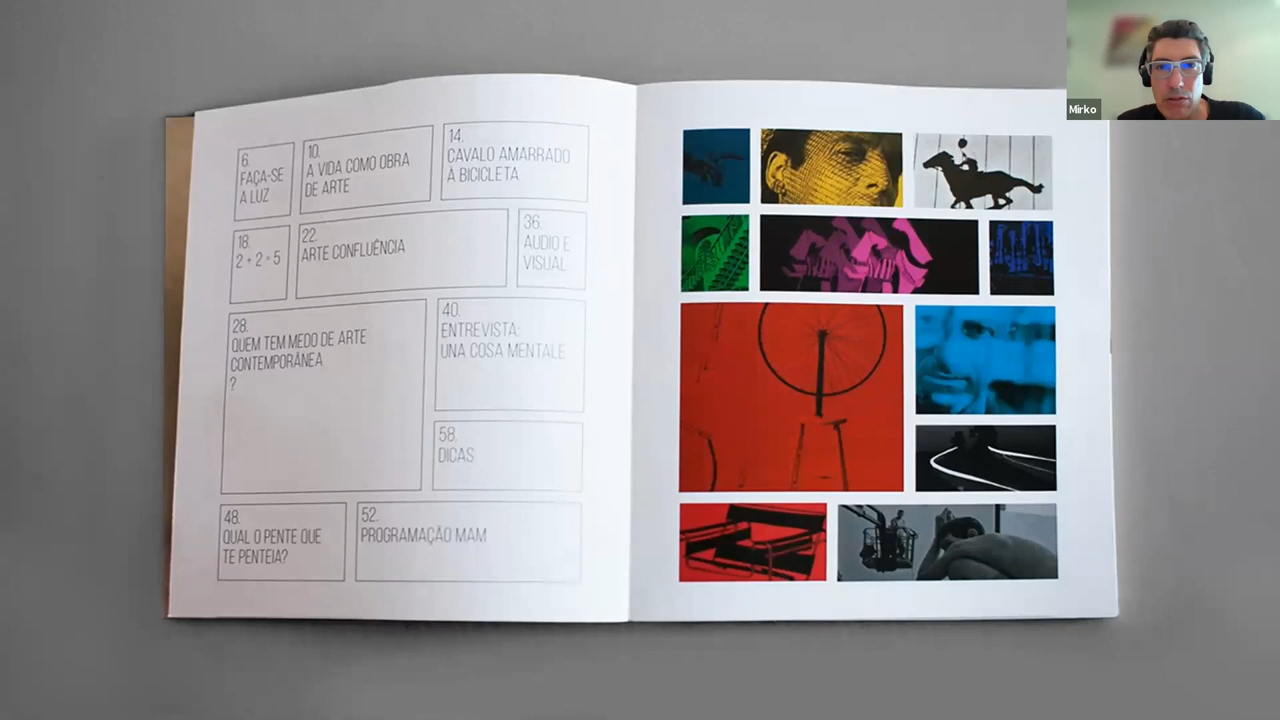 Mirko
6.
FAÇA-SE
A LUZ
10.
A VIDA COMO OBRA
DE ARTE
14.
CAVALO AMARRADO
À BICICLETA
18.
2 + 2 = 5
22.
ARTE CONFLUÊNCIA
36.
ÁUDIO E
VISUAL
28.
QUEM TEM MEDO DE ARTE
CONTEMPORÂNEA
?
40.
ENTREVISTA:
UNA COSA MENTALE
58.
DICAS
48.
QUAL O PENTE QUE
TE PENTEIA?
52.
PROGRAMAÇÃO MAM